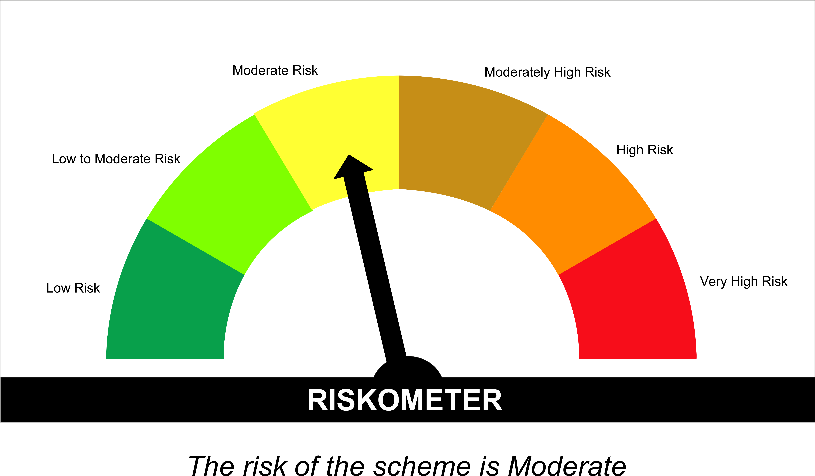 Moderate Risk
Moderately High Risk
Low to Moderate Risk
High Risk
Low Risk
Very High Risk
RISKOMETER
The risk of the scheme is Moderate